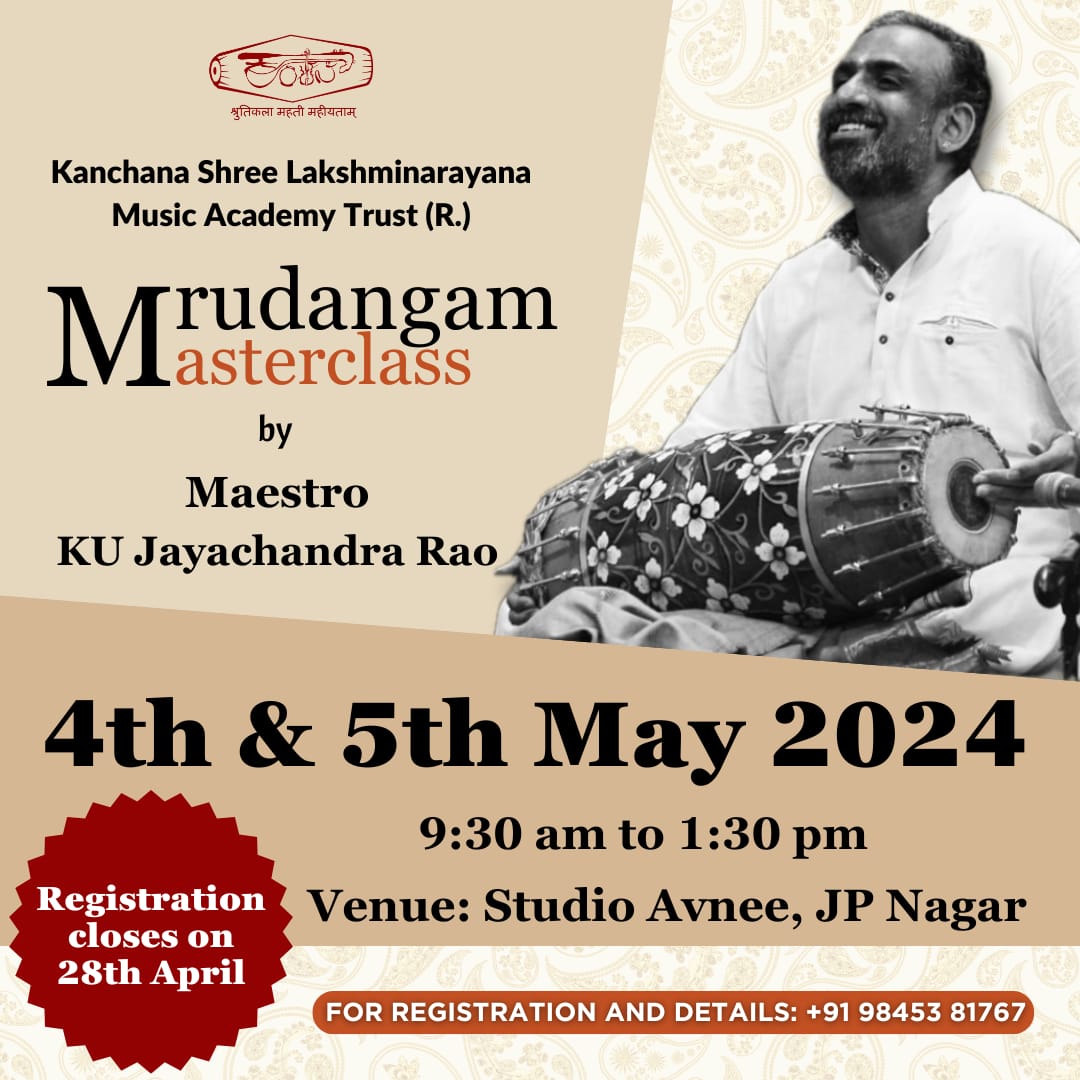 श्रुतिकला महती महीयताम्
Kanchana Shree Lakshminarayana
Music Academy Trust (R.)
Mrudangam
Masterclass
by
Maestro
KU Jayachandra Rao
4th & 5th May 2024
9:30 am to 1:30 pm
Venue: Studio Avnee, JP Nagar
Registration
closes on
28th April
FOR REGISTRATION AND DETAILS: +91 98453 81767